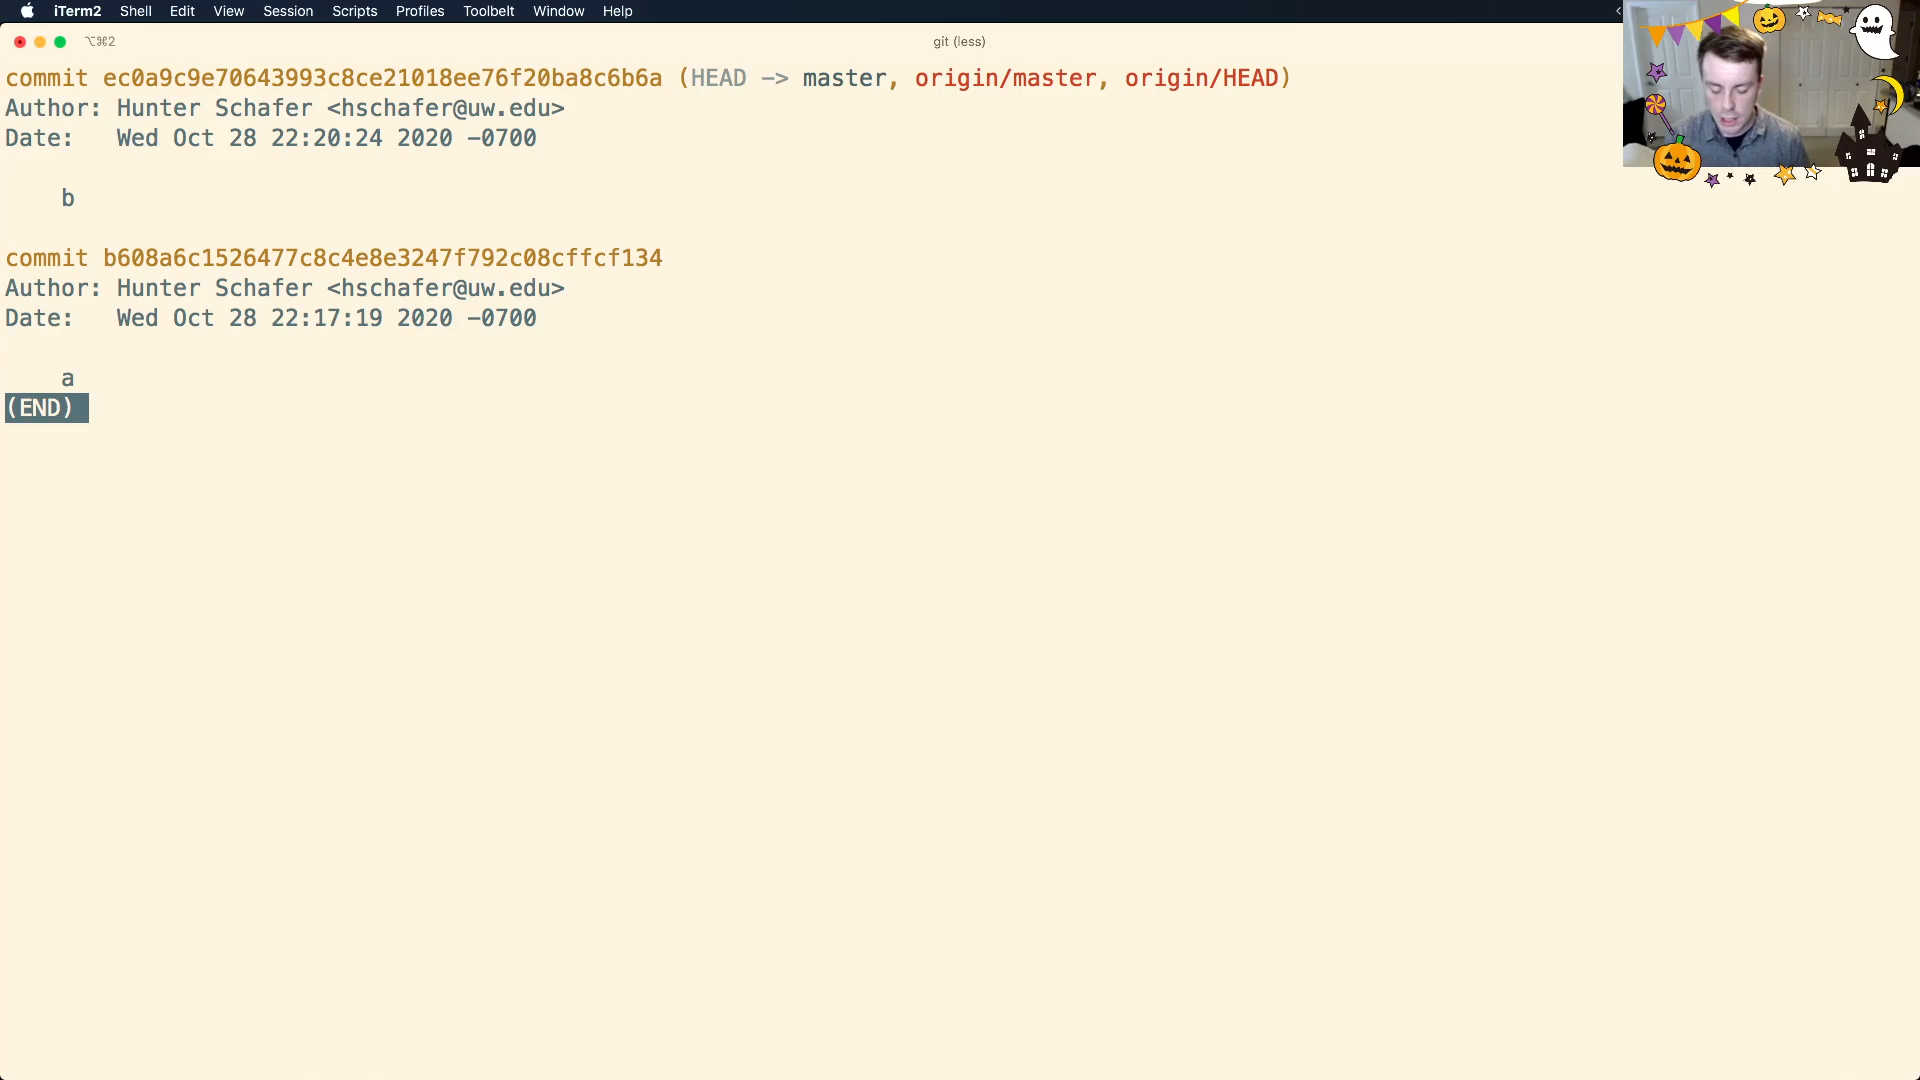 iTerm2 Shell Edit View Session Scripts Profiles Toolbelt Window Help
⌥⌘2 git (less)
commit ec0a9c9e70643993c8ce21018ee76f20ba8c6b6a (HEAD -> master, origin/master, origin/HEAD)
Author: Hunter Schafer <hschafer@uw.edu>
Date:   Wed Oct 28 22:20:24 2020 -0700
b
commit b608a6c1526477c8c4e8e3247f792c08cffcf134
Author: Hunter Schafer <hschafer@uw.edu>
Date:   Wed Oct 28 22:17:19 2020 -0700
a
(END)